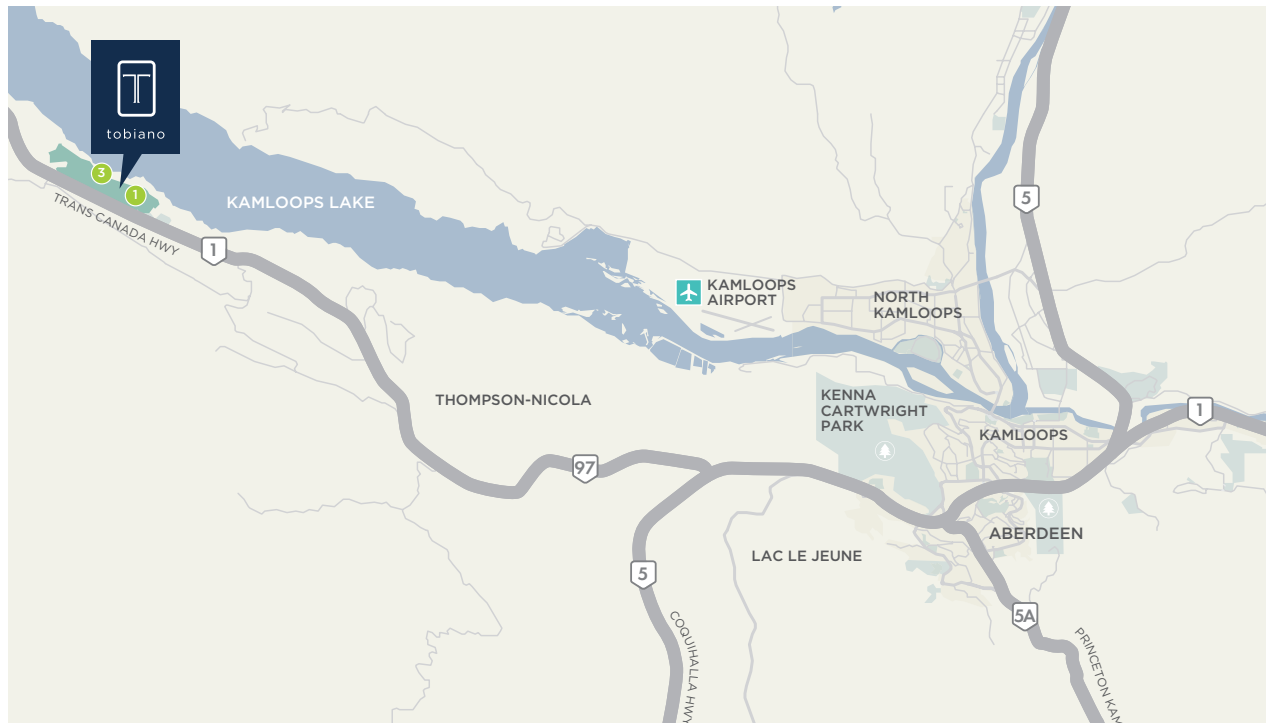 T
tobiano
3
1
TRANS CANADA HWY
1
KAMLOOPS LAKE
5
KAMLOOPS
AIRPORT
NORTH
KAMLOOPS
THOMPSON-NICOLA
KENNA
CARTWRIGHT
PARK
1
KAMLOOPS
97
ABERDEEN
LAC LE JEUNE
5
5A
COQUIHALLA HWY
PRINCETON KAM